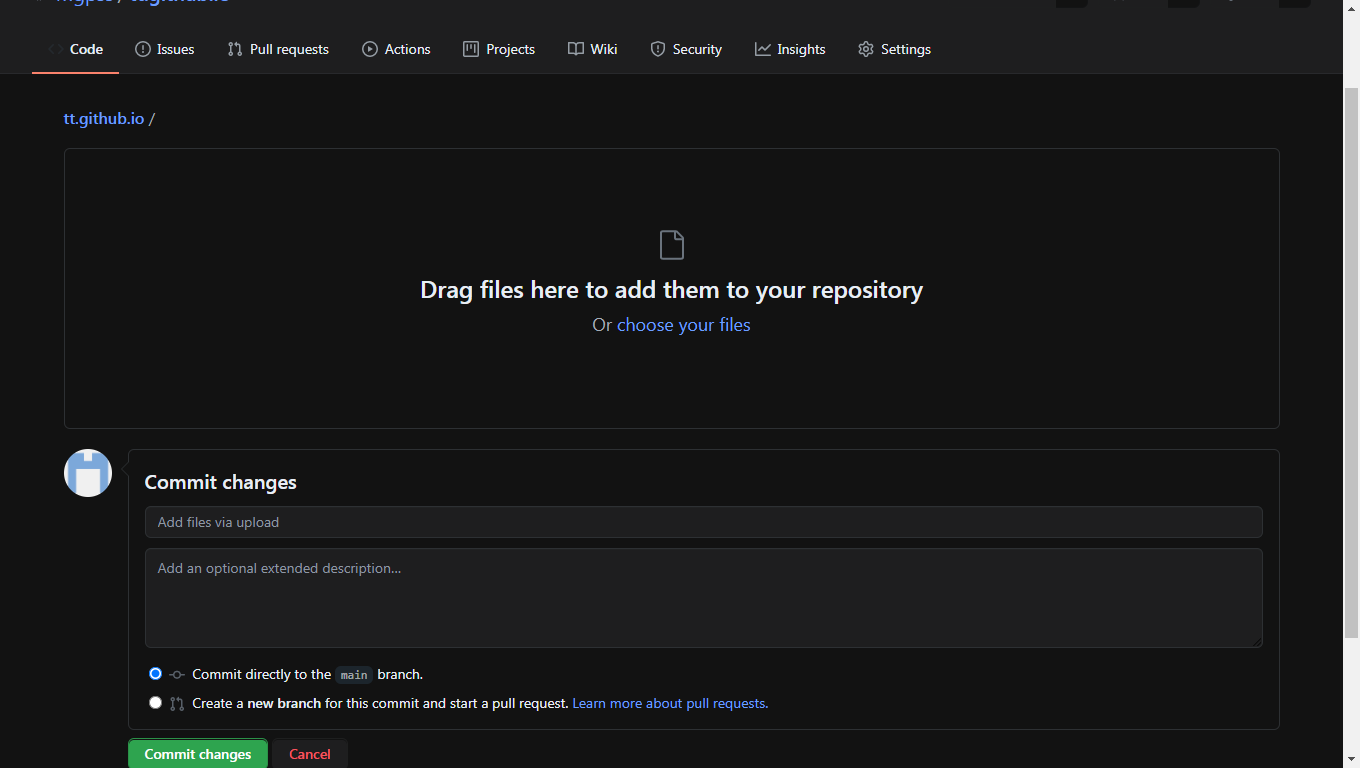 Code Issues Pull requests Actions Projects Wiki Security Insights Settings
tt.github.io /
Drag files here to add them to your repository
Or choose your files
Commit changes
Add files via upload
Add an optional extended description...
Commit directly to the main branch.
Create a new branch for this commit and start a pull request. Learn more about pull requests.
Commit changes Cancel